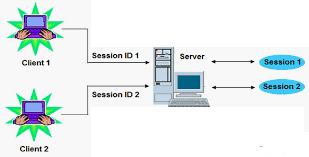 Client 1
Session ID 1
Server
Session 1
Session 2
Session ID 2
Client 2